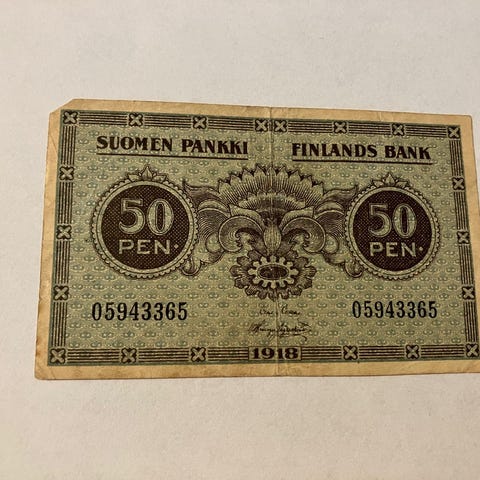 SUOMEN PANKKI FINLANDS BANK
50 50
PEN. PEN.
05943365 05943365
1918